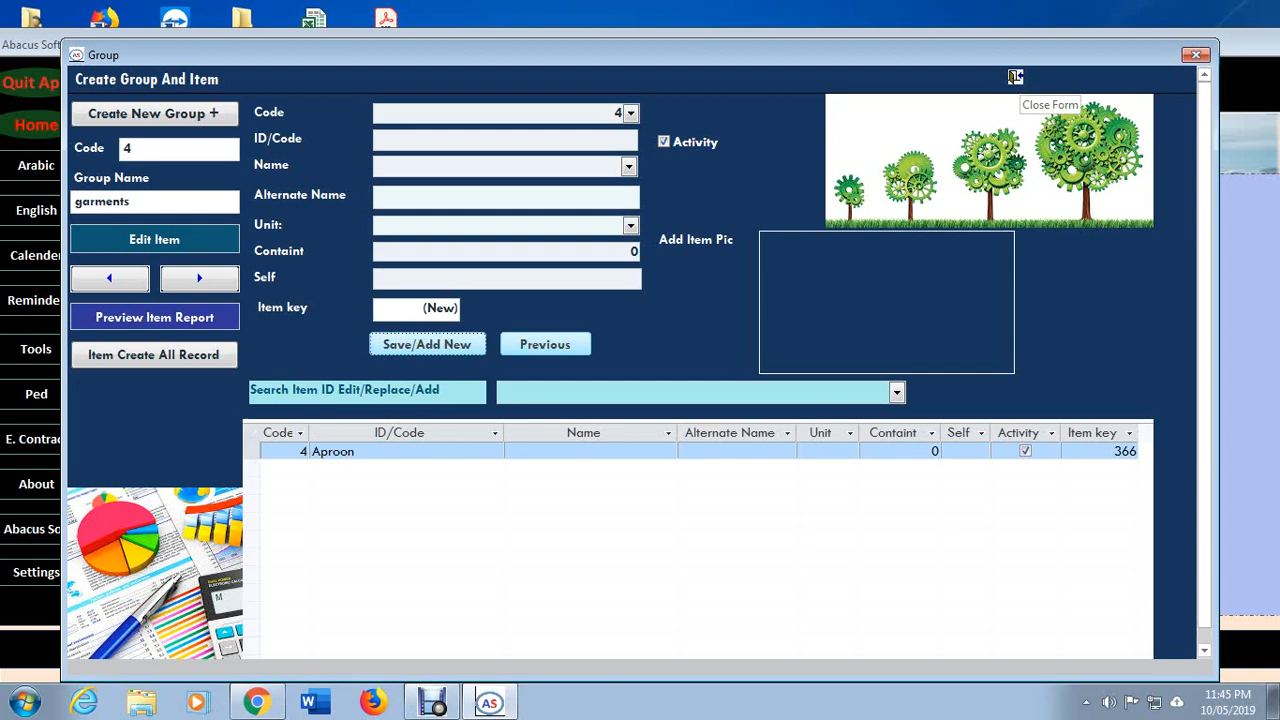 Abacus Soft
Group
Create Group And Item
Close Form
Quit Ap
Home
Arabic
English
Calender
Reminde
Tools
Ped
E. Contrac
About
Abacus So
Settings
Create New Group +
Code 4
Group Name
garments
Edit Item
Preview Item Report
Item Create All Record
Code 4
ID/Code
Name
Alternate Name
Unit:
Containt 0
Self
Item key (New)
Activity
Add Item Pic
Save/Add New Previous
Search Item ID Edit/Replace/Add
Code ID/Code Name Alternate Name Unit Containt Self Activity Item key
4 Aproon 0 366
M
11:45 PM
10/05/2019